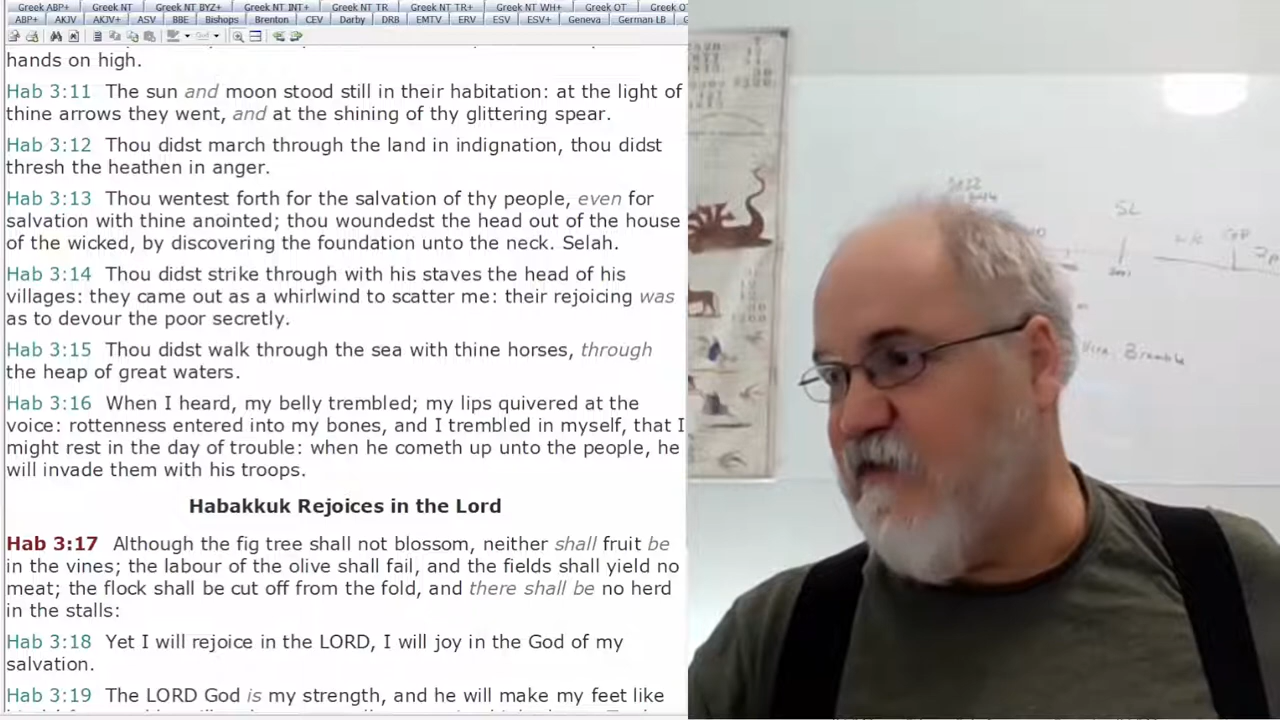 Greek ABP+ Greek NT Greek NT BYZ+ Greek NT INT+ Greek NT TR Greek NT TR+ Greek NT WH+ Greek OT
ABP+ AKJV AKJV+ ASV BBE Bishops Brenton CEV Darby DRB EMTV ERV ESV ESV+ Geneva German LB
hands on high.
Hab 3:11 The sun and moon stood still in their habitation: at the light of
thine arrows they went, and at the shining of thy glittering spear.
Hab 3:12 Thou didst march through the land in indignation, thou didst
thresh the heathen in anger.
Hab 3:13 Thou wentest forth for the salvation of thy people, even for
salvation with thine anointed; thou woundedst the head out of the house
of the wicked, by discovering the foundation unto the neck. Selah.
Hab 3:14 Thou didst strike through with his staves the head of his
villages: they came out as a whirlwind to scatter me: their rejoicing was
as to devour the poor secretly.
Hab 3:15 Thou didst walk through the sea with thine horses, through
the heap of great waters.
Hab 3:16 When I heard, my belly trembled; my lips quivered at the
voice: rottenness entered into my bones, and I trembled in myself, that I
might rest in the day of trouble: when he cometh up unto the people, he
will invade them with his troops.
Habakkuk Rejoices in the Lord
Hab 3:17 Although the fig tree shall not blossom, neither shall fruit be
in the vines; the labour of the olive shall fail, and the fields shall yield no
meat; the flock shall be cut off from the fold, and there shall be no herd
in the stalls:
Hab 3:18 Yet I will rejoice in the LORD, I will joy in the God of my
salvation.
Hab 3:19 The LORD God is my strength, and he will make my feet like
SL
Bramble